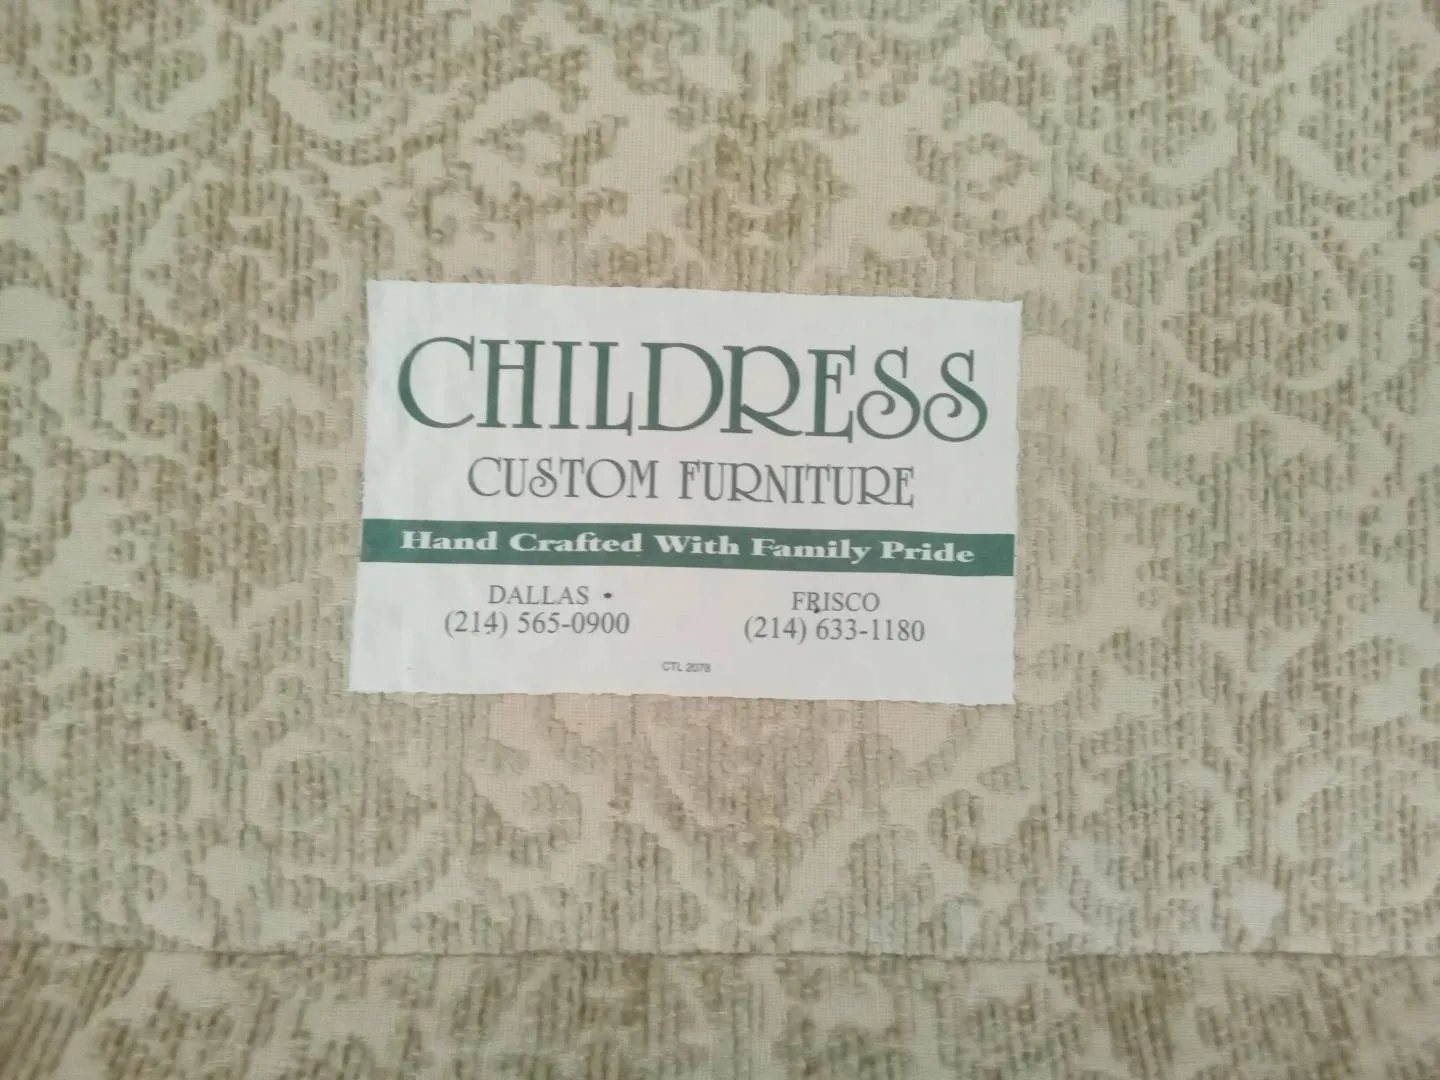 CHILDRESS
CUSTOM FURNITURE
Hand Crafted With Family Pride
DALLAS •
(214) 565-0900
FRISCO
(214) 633-1180
CTL 2078